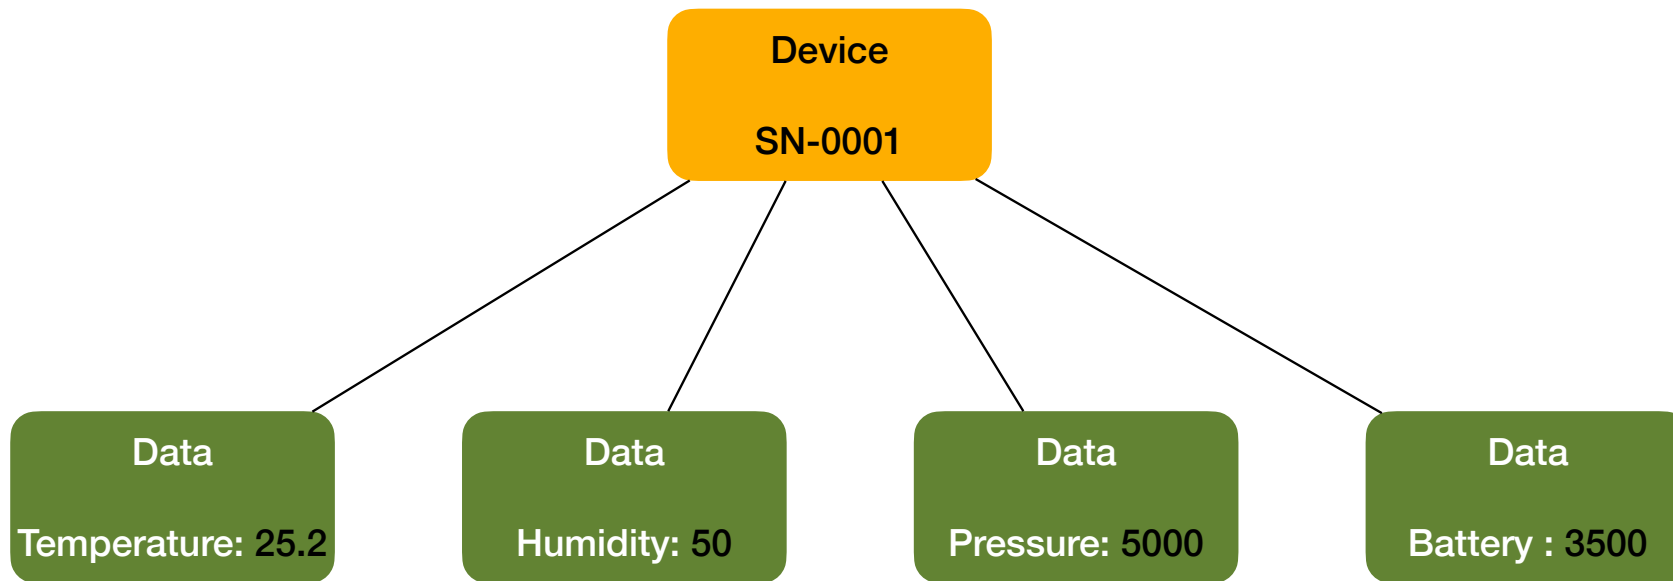 Device
SN-0001
Data
Temperature: 25.2
Data
Humidity: 50
Data
Pressure: 5000
Data
Battery : 3500